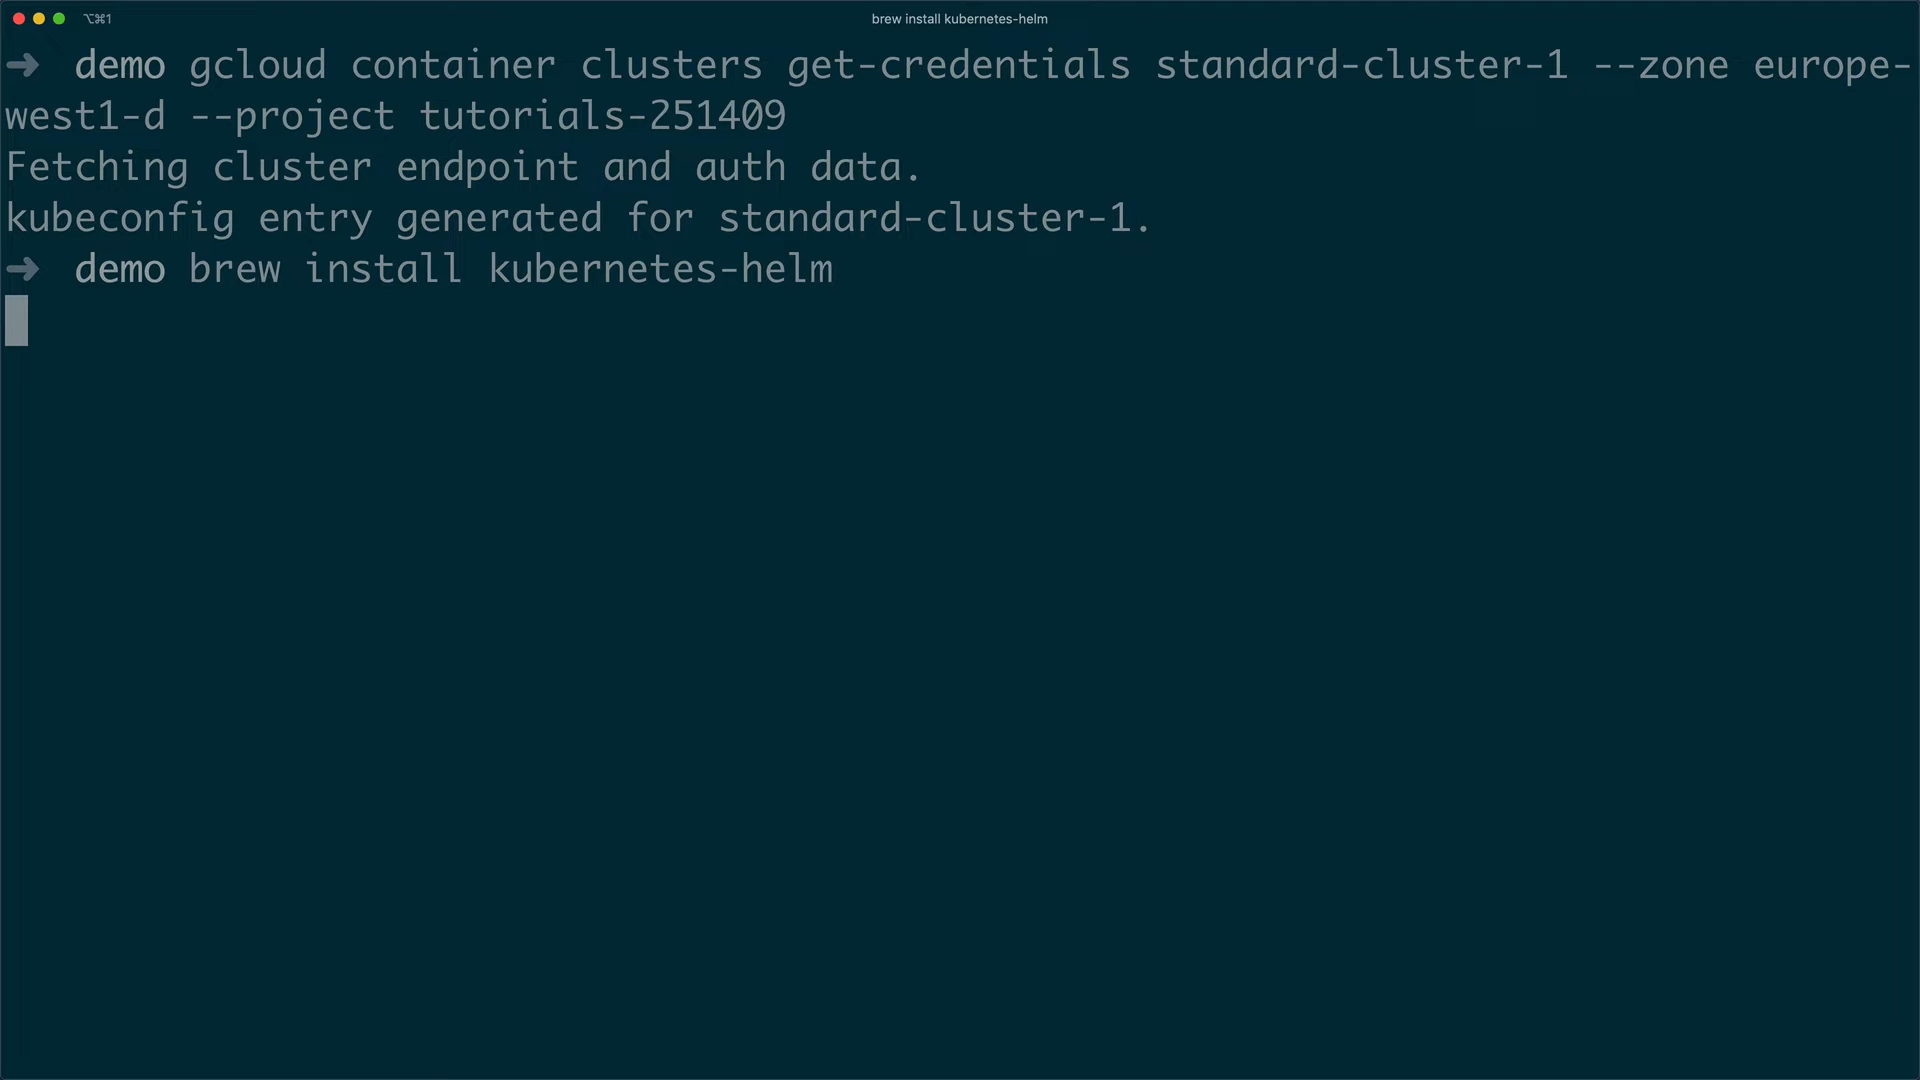 ⌥⌘1
brew install kubernetes-helm
➜ demo gcloud container clusters get-credentials standard-cluster-1 --zone europe-
west1-d --project tutorials-251409
Fetching cluster endpoint and auth data.
kubeconfig entry generated for standard-cluster-1.
➜ demo brew install kubernetes-helm